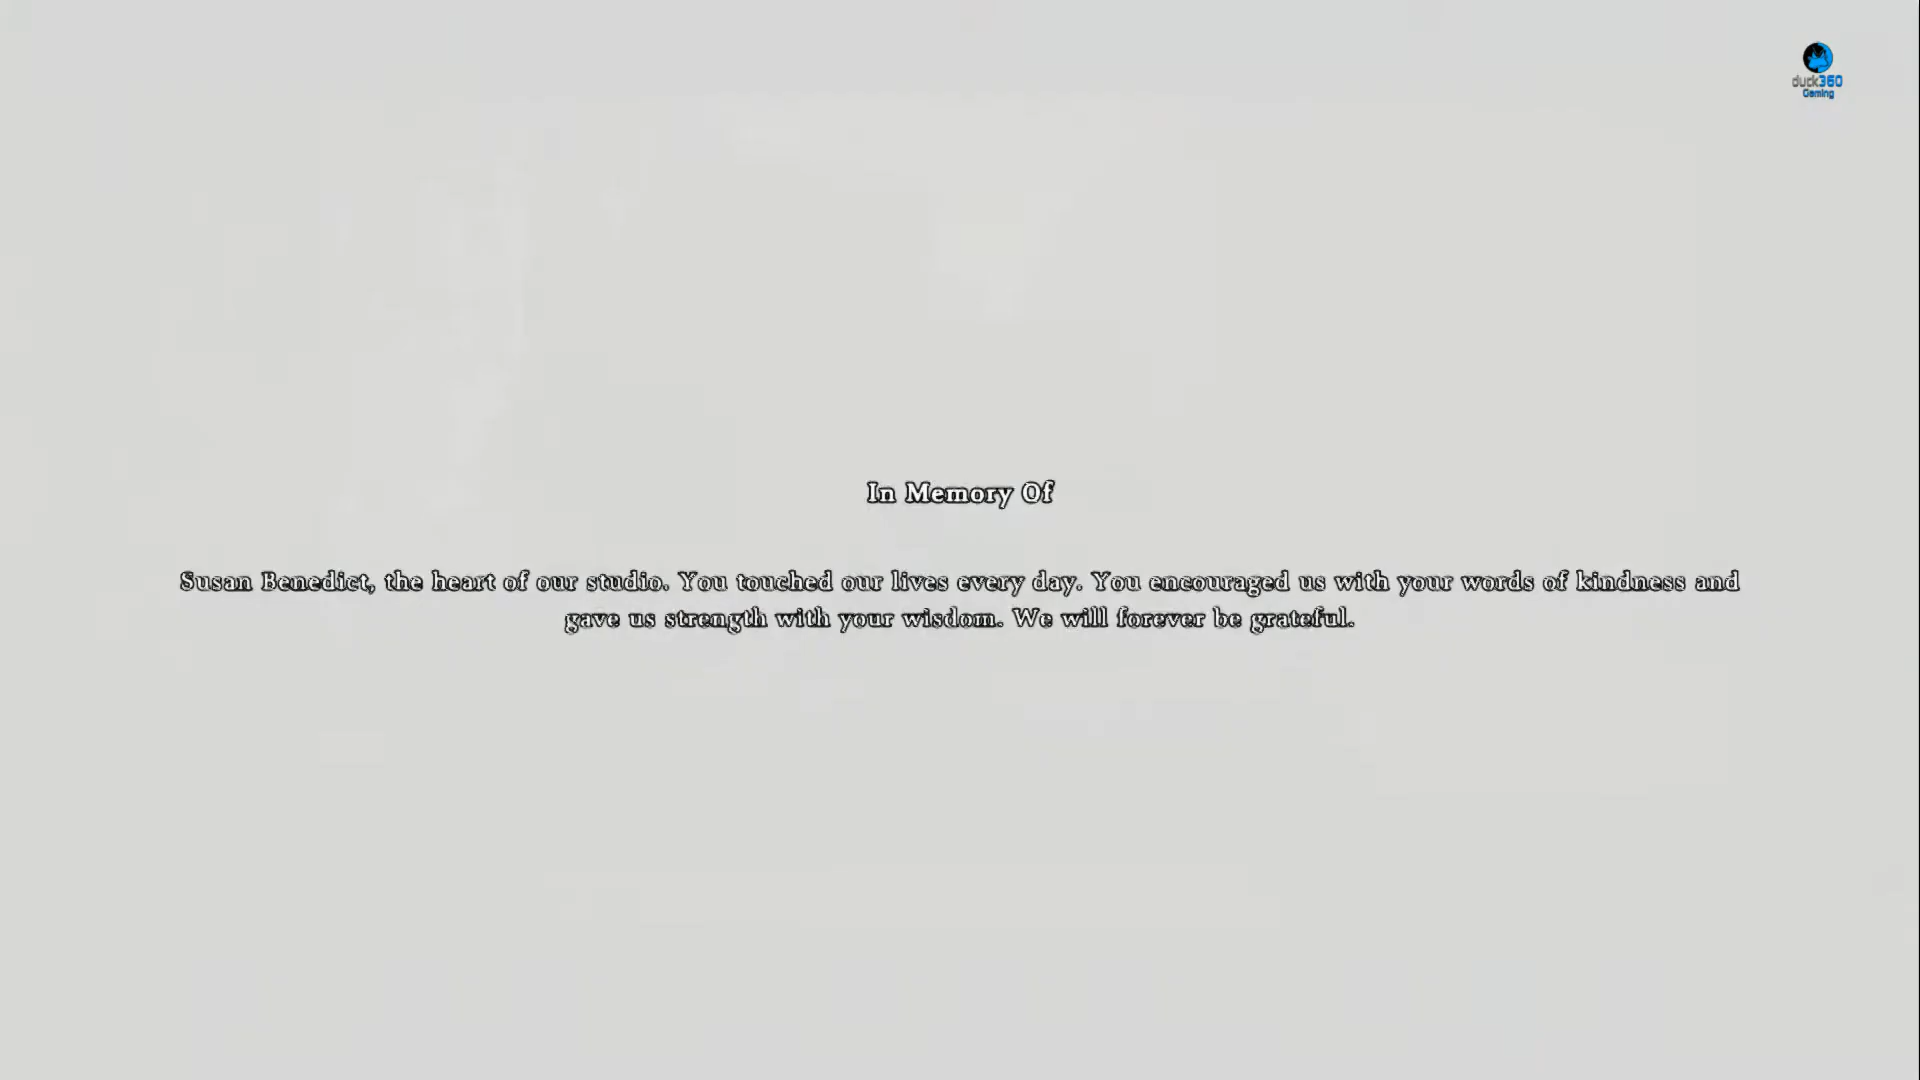 duck360
Gaming
In Memory Of
Susan Benedict, the heart of our studio. You touched our lives every day. You encouraged us with your words of kindness and
gave us strength with your wisdom. We will forever be grateful.